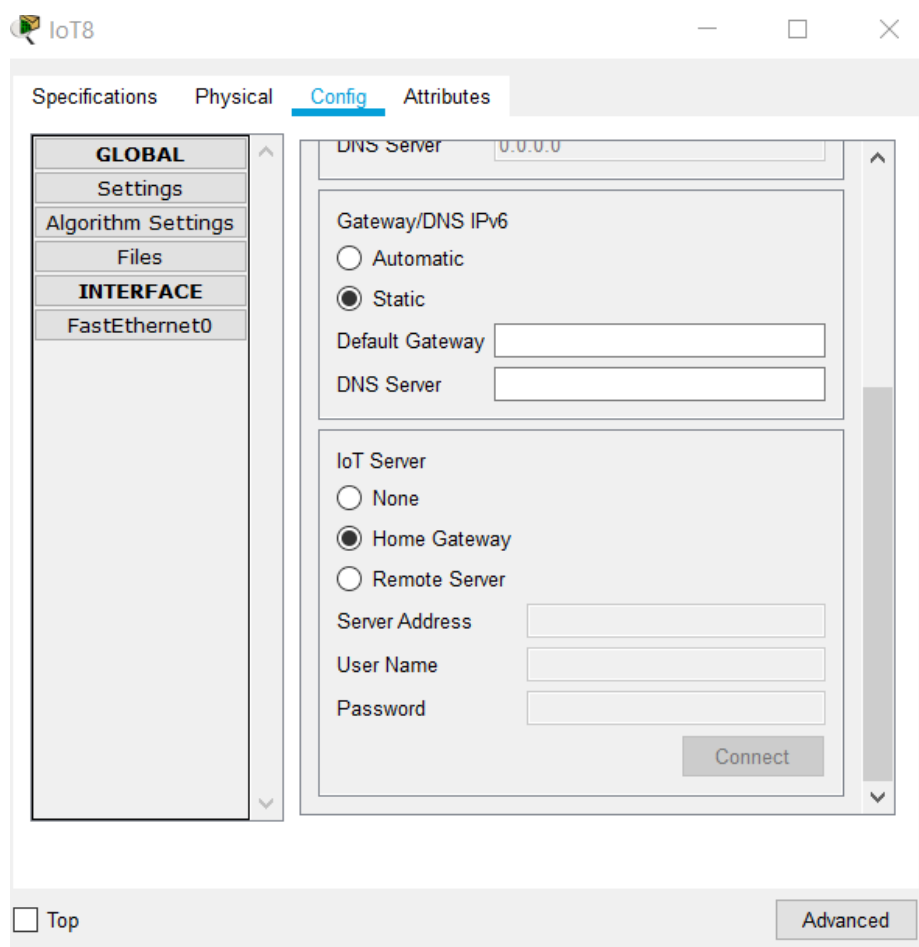 IoT8
Specifications Physical Config Attributes
GLOBAL
Settings
Algorithm Settings
Files
INTERFACE
FastEthernet0
DNS Server 0.0.0.0
Gateway/DNS IPv6
Automatic
Static
Default Gateway
DNS Server
IoT Server
None
Home Gateway
Remote Server
Server Address
User Name
Password
Connect
Top
Advanced